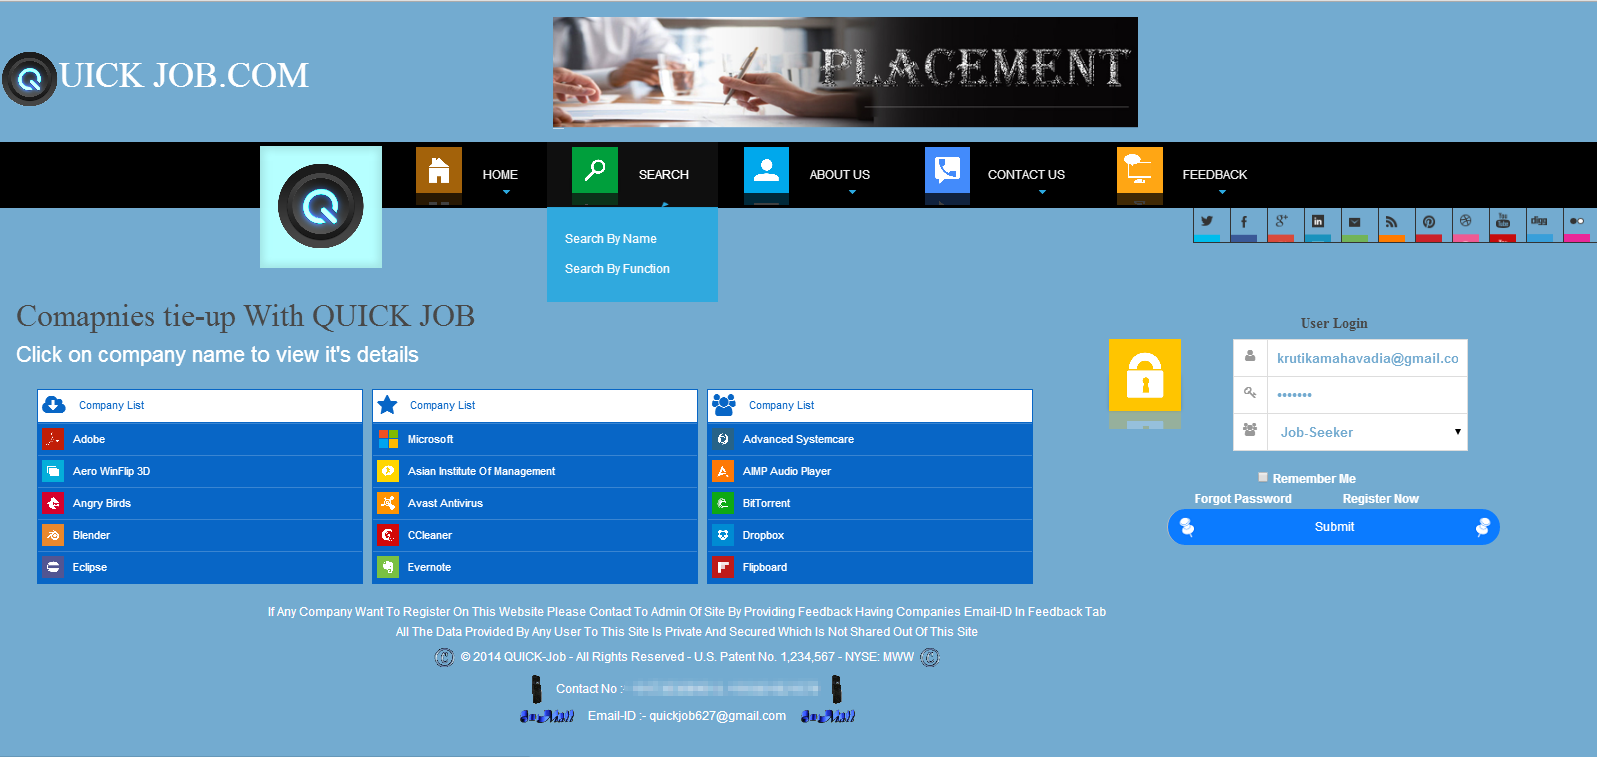 QUICK JOB.COM
PLACEMENT
HOME
SEARCH
ABOUT US
CONTACT US
FEEDBACK
Search By Name
Search By Function
Comapnies tie-up With QUICK JOB
Click on company name to view it's details
Company List
Adobe
Aero WinFlip 3D
Angry Birds
Blender
Eclipse
Company List
Microsoft
Asian Institute Of Management
Avast Antivirus
CCleaner
Evernote
Company List
Advanced Systemcare
AIMP Audio Player
BitTorrent
Dropbox
Flipboard
User Login
krutikamahavadia@gmail.co
•••••••
Job-Seeker
Remember Me
Forgot Password Register Now
Submit
If Any Company Want To Register On This Website Please Contact To Admin Of Site By Providing Feedback Having Companies Email-ID In Feedback Tab
All The Data Provided By Any User To This Site Is Private And Secured Which Is Not Shared Out Of This Site
© 2014 QUICK-Job - All Rights Reserved - U.S. Patent No. 1,234,567 - NYSE: MWW
Contact No :-
Email-ID :- quickjob627@gmail.com